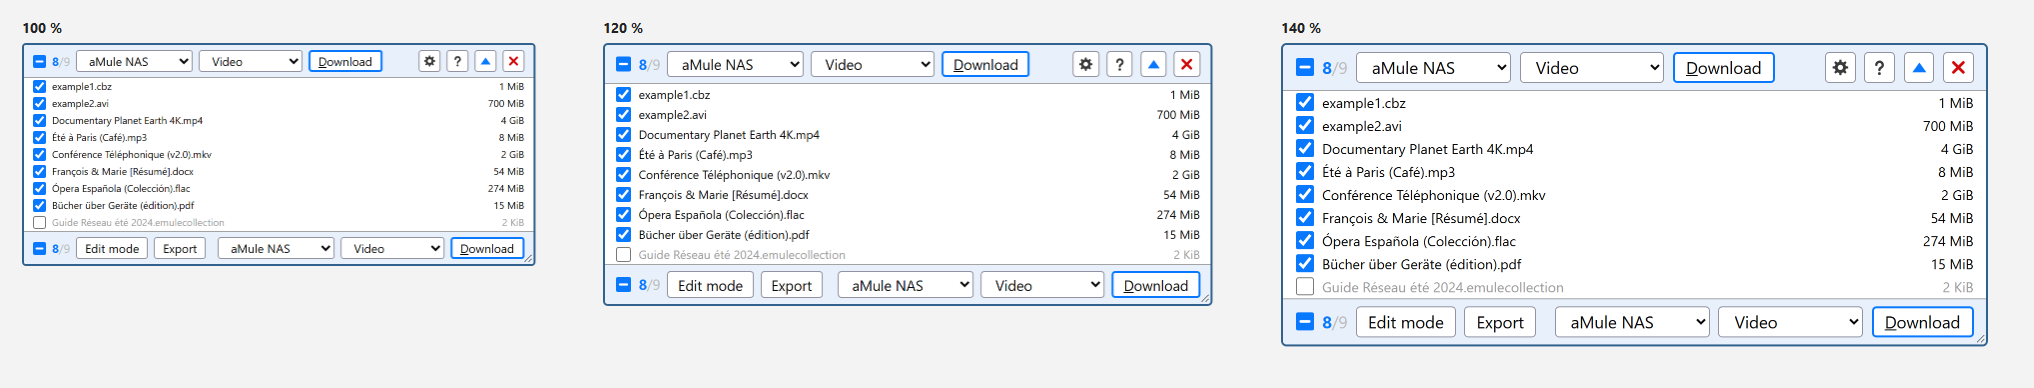 100 %
8/9 aMule NAS Video Download ?
example1.cbz 1 MiB
example2.avi 700 MiB
Documentary Planet Earth 4K.mp4 4 GiB
Été à Paris (Café).mp3 8 MiB
Conférence Téléphonique (v2.0).mkv 2 GiB
François & Marie [Résumé].docx 54 MiB
Ópera Española (Colección).flac 274 MiB
Bücher über Geräte (édition).pdf 15 MiB
Guide Réseau été 2024.emulecollection 2 KiB
8/9 Edit mode Export aMule NAS Video Download
120 %
8/9 aMule NAS Video Download ?
example1.cbz 1 MiB
example2.avi 700 MiB
Documentary Planet Earth 4K.mp4 4 GiB
Été à Paris (Café).mp3 8 MiB
Conférence Téléphonique (v2.0).mkv 2 GiB
François & Marie [Résumé].docx 54 MiB
Ópera Española (Colección).flac 274 MiB
Bücher über Geräte (édition).pdf 15 MiB
Guide Réseau été 2024.emulecollection 2 KiB
8/9 Edit mode Export aMule NAS Video Download
140 %
8/9 aMule NAS Video Download ?
example1.cbz 1 MiB
example2.avi 700 MiB
Documentary Planet Earth 4K.mp4 4 GiB
Été à Paris (Café).mp3 8 MiB
Conférence Téléphonique (v2.0).mkv 2 GiB
François & Marie [Résumé].docx 54 MiB
Ópera Española (Colección).flac 274 MiB
Bücher über Geräte (édition).pdf 15 MiB
Guide Réseau été 2024.emulecollection 2 KiB
8/9 Edit mode Export aMule NAS Video Download